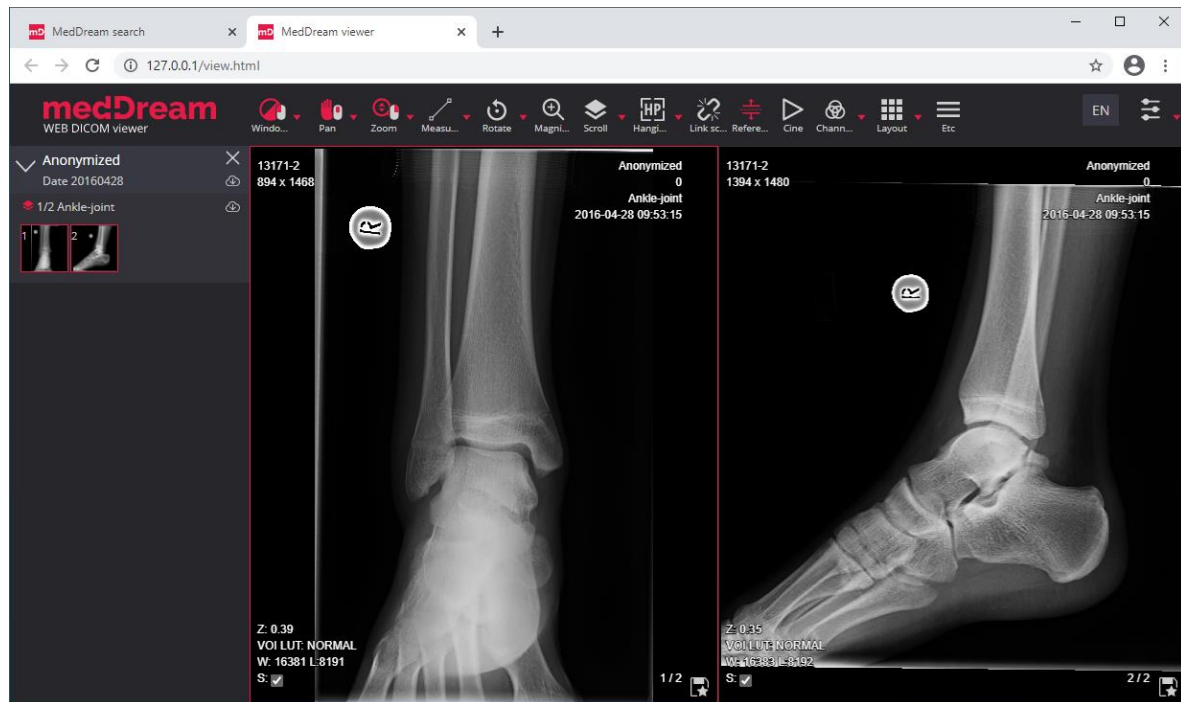 MedDream search
MedDream viewer
127.0.0.1/view.html
medDream
WEB DICOM viewer
Windo...
Pan
Zoom
Measu...
Rotate
Magni...
Scroll
HP
Hangi...
Link sc...
Refere...
Cine
Chann...
Layout
Etc
EN
Anonymized
Date 20160428
1/2 Ankle-joint
1
2
13171-2
894 x 1468
Anonymized
0
Ankle-joint
2016-04-28 09:53:15
R
Z: 0.39
VOI LUT: NORMAL
W: 16381 L:8191
S:
1/2
13171-2
1394 x 1480
Anonymized
0
Ankle-joint
2016-04-28 09:53:15
R
Z: 0.35
VOI LUT: NORMAL
W: 16383 L:8192
S:
2/2